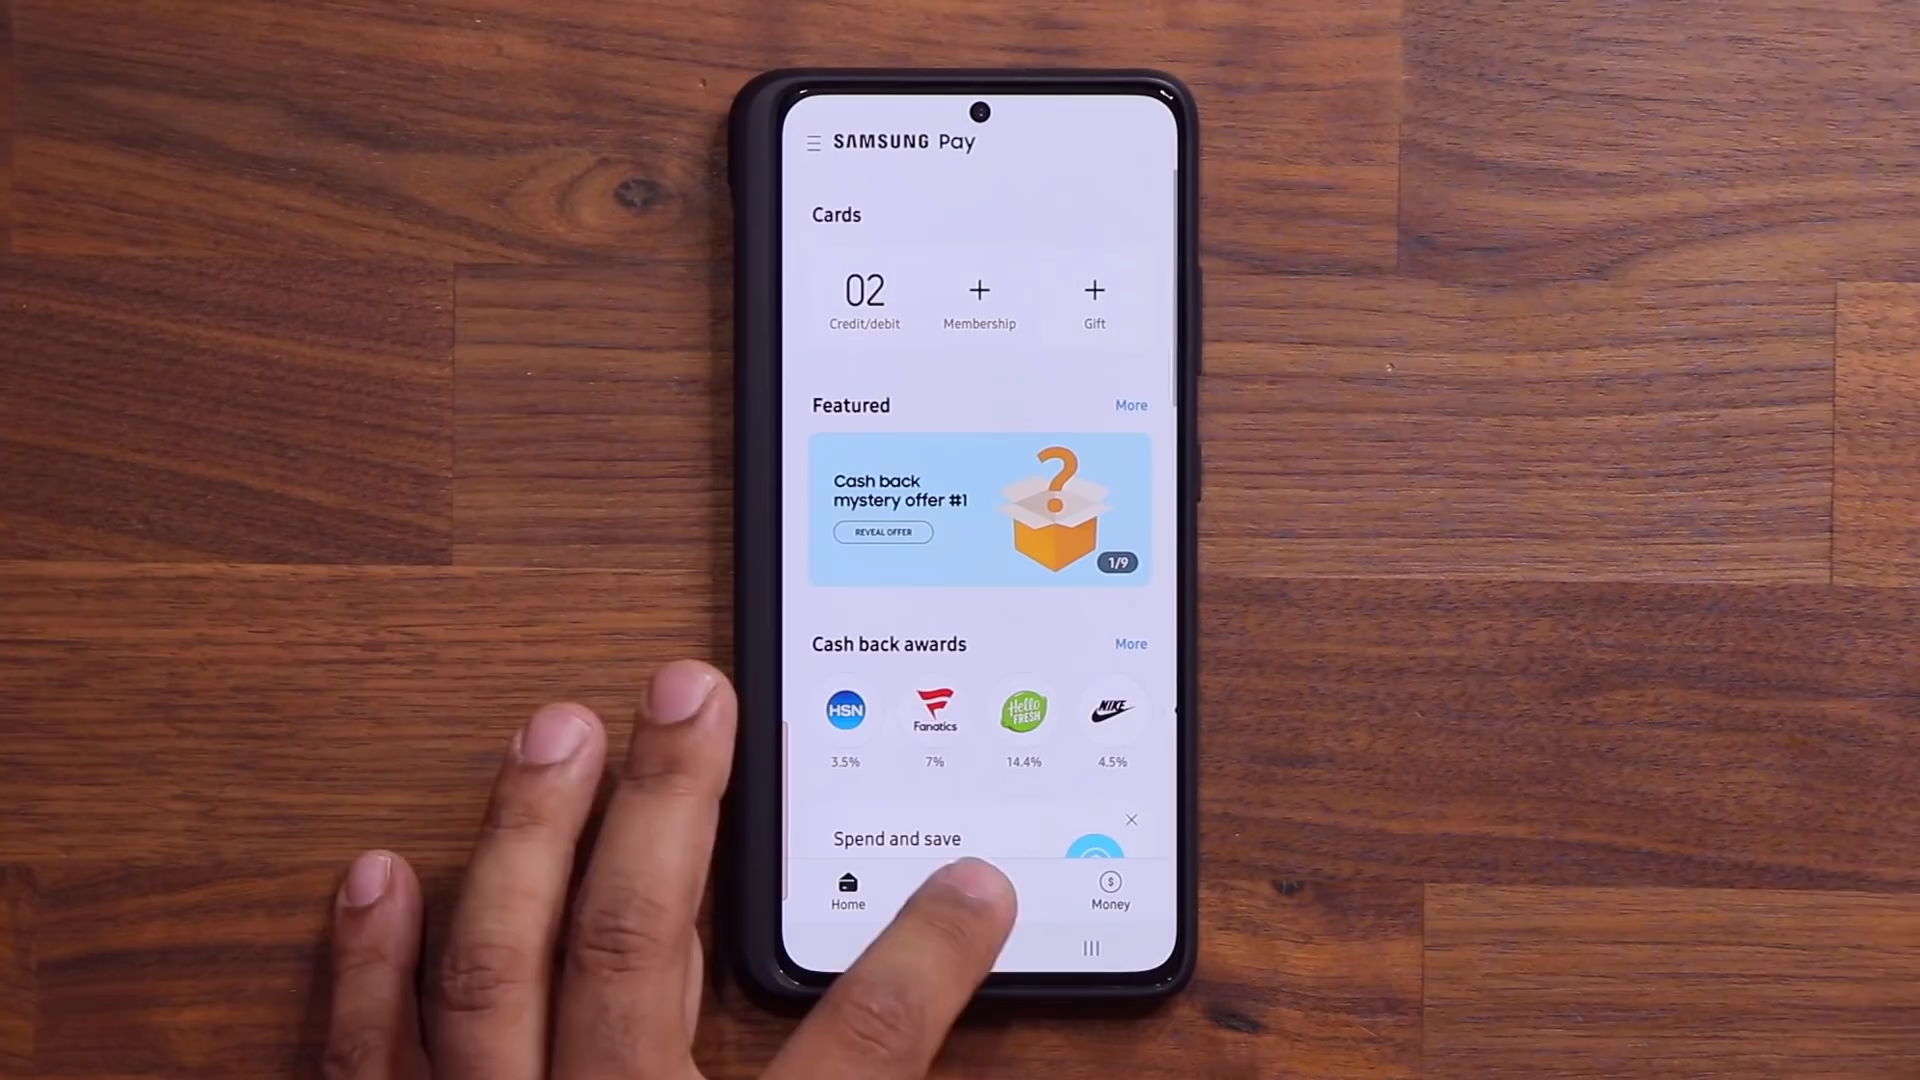 SAMSUNG Pay
Cards
02
Credit/debit
+
Membership
+
Gift
Featured
More
Cash back
mystery offer #1
REVEAL OFFER
?
1/9
Cash back awards
More
HSN
Fanatics
Hello
FRESH
NIKE
3.5%
7%
14.4%
4.5%
Spend and save
Home
$
Money